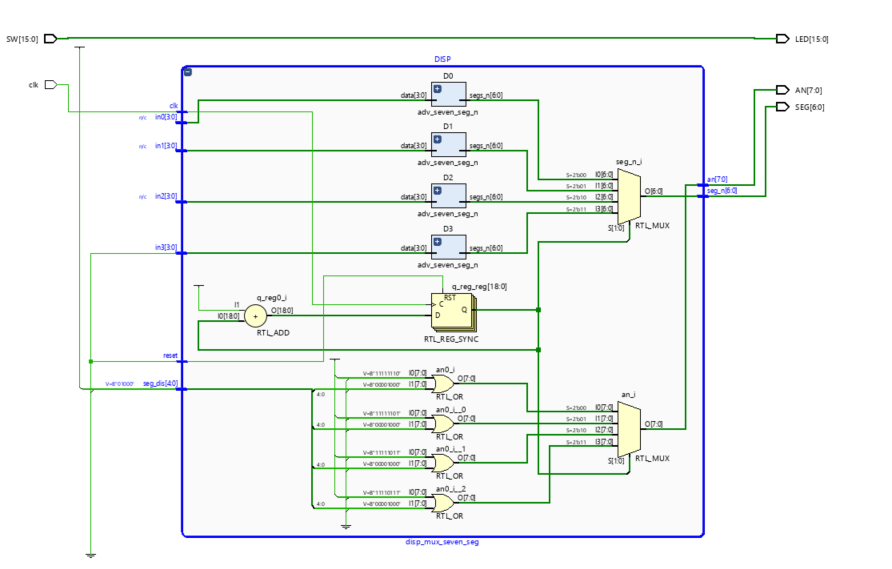 SW[15:0]
LED[15:0]
DISP
clk
AN[7:0]
SEG[6:0]
D0
data[3:0]
segs_n[6:0]
adv_seven_seg_n
clk
n/c in0[3:0]
D1
n/c in1[3:0]
data[3:0]
segs_n[6:0]
adv_seven_seg_n
seg_n_i
S=2'b00 I0[6:0]
S=2'b01 I1[6:0]
S=2'b10 I2[6:0]
S=2'b11 I3[6:0]
O[6:0]
S[1:0]
RTL_MUX
an[7:0]
seg_n[6:0]
D2
n/c in2[3:0]
data[3:0]
segs_n[6:0]
adv_seven_seg_n
D3
in3[3:0]
data[3:0]
segs_n[6:0]
adv_seven_seg_n
q_reg_reg[18:0]
RST
C
D
Q
RTL_REG_SYNC
q_reg0_i
I1
I0[18:0]
+
O[18:0]
RTL_ADD
reset
V=B"01000" seg_dis[4:0]
an0_i
V=B"11111110" I0[7:0]
V=B"00001000" I1[7:0]
O[7:0]
RTL_OR
4:0
an0_i__0
V=B"11111101" I0[7:0]
V=B"00001000" I1[7:0]
O[7:0]
RTL_OR
4:0
an0_i__1
V=B"11111011" I0[7:0]
V=B"00001000" I1[7:0]
O[7:0]
RTL_OR
4:0
an0_i__2
V=B"11110111" I0[7:0]
V=B"00001000" I1[7:0]
O[7:0]
RTL_OR
4:0
an_i
S=2'b00 I0[7:0]
S=2'b01 I1[7:0]
S=2'b10 I2[7:0]
S=2'b11 I3[7:0]
O[7:0]
S[1:0]
RTL_MUX
disp_mux_seven_seg